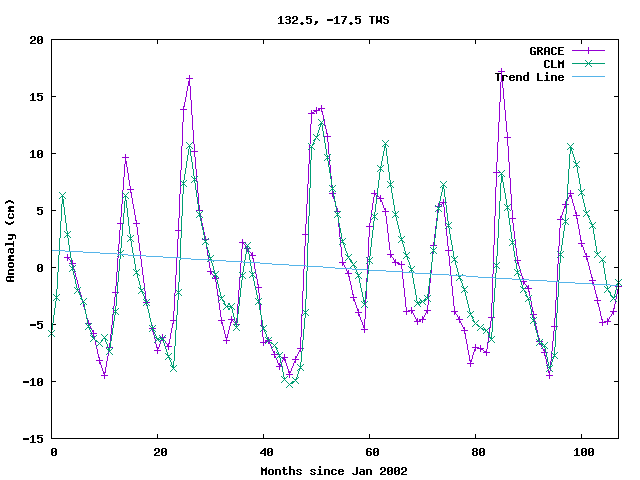 132.5, -17.5 TWS
GRACE
CLM
Trend Line
20
15
10
5
0
-5
-10
-15
Anomaly (cm)
0 20 40 60 80 100
Months since Jan 2002